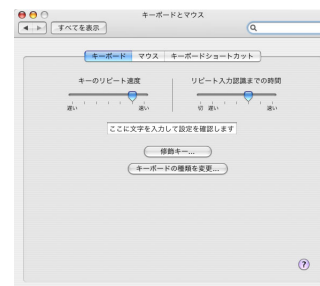 キーボードとマウス
すべてを表示
キーボード マウス キーボードショートカット
キーのリピート速度 リピート入力認識までの時間
遅い 速い 切 遅い 速い
ここに文字を入力して設定を確認します
修飾キー...
キーボードの種類を変更...
?